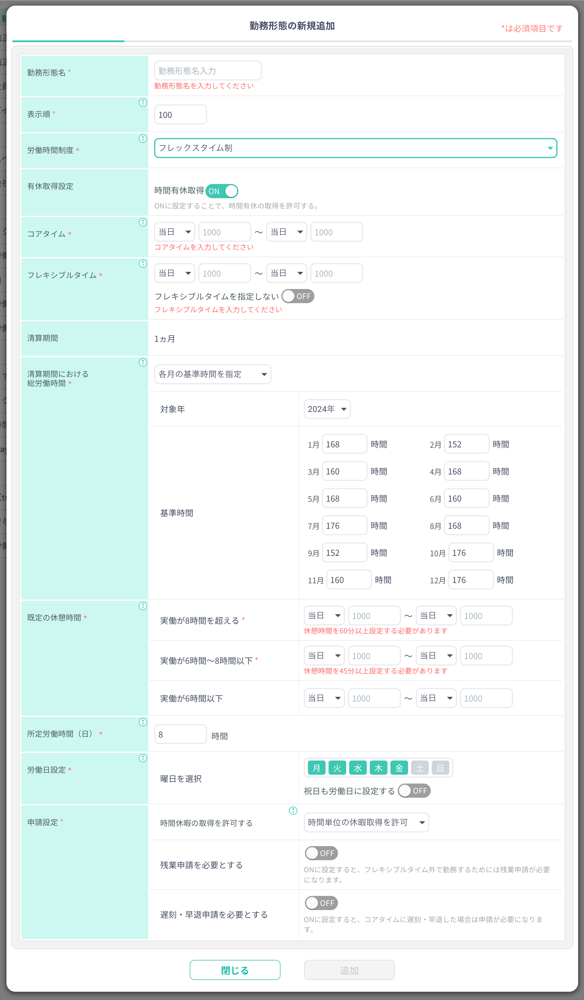 勤務形態の新規追加
*は必須項目です
勤務形態名 *
勤務形態名入力
勤務形態名を入力してください
表示順 *
100
労働時間制度 *
フレックスタイム制
有休取得設定
時間有休取得 ON
ONに設定することで、時間有休の取得を許可する。
コアタイム *
当日 1000 ～ 当日 1000
コアタイムを入力してください
フレキシブルタイム *
当日 1000 ～ 当日 1000
フレキシブルタイムを指定しない OFF
フレキシブルタイムを入力してください
清算期間
1ヵ月
清算期間における
総労働時間 *
各月の基準時間を指定
対象年
2024年
基準時間
1月 168 時間 2月 152 時間
3月 160 時間 4月 168 時間
5月 168 時間 6月 160 時間
7月 176 時間 8月 168 時間
9月 152 時間 10月 176 時間
11月 160 時間 12月 176 時間
既定の休憩時間 *
実働が8時間を超える *
当日 1000 ～ 当日 1000
休憩時間を60分以上設定する必要があります
実働が6時間～8時間以下 *
当日 1000 ～ 当日 1000
休憩時間を45分以上設定する必要があります
実働が6時間以下
当日 1000 ～ 当日 1000
所定労働時間（日） *
8 時間
労働日設定 *
曜日を選択
月 火 水 木 金 土 日
祝日も労働日に設定する OFF
申請設定 *
時間休暇の取得を許可する
時間単位の休暇取得を許可
残業申請を必要とする
OFF
ONに設定すると、フレキシブルタイム外で勤務するためには残業申請が必要
になります。
遅刻・早退申請を必要とする
OFF
ONに設定すると、コアタイムに遅刻・早退した場合は申請が必要になりま
す。
閉じる
追加